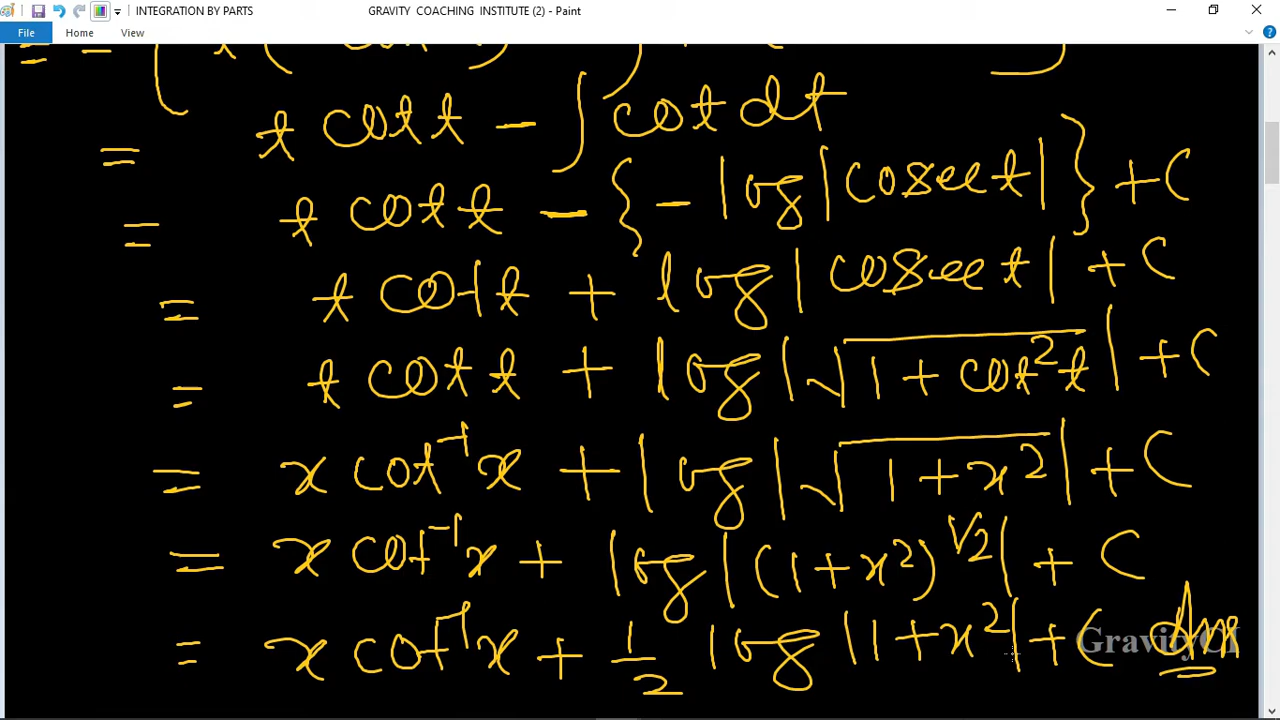 INTEGRATION BY PARTS GRAVITY COACHING INSTITUTE (2) - Paint
File Home View
= t cot t - ∫ cot dt
= t cot t - { - log |cosec t| } + C
= t cot t + log |cosec t| + C
= t cot t + log |√(1 + cot²t)| + C
= x cot⁻¹x + log |√(1 + x²)| + C
= x cot⁻¹x + log |(1 + x²)^1/2| + C
= x cot⁻¹x + 1/2 log |1 + x²| + C Ans
GravityCI